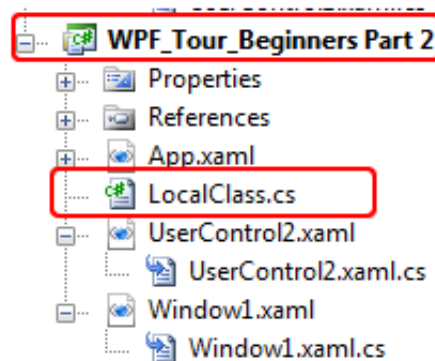 WPF_Tour_Beginners Part 2
Properties
References
App.xaml
LocalClass.cs
UserControl2.xaml
UserControl2.xaml.cs
Window1.xaml
Window1.xaml.cs